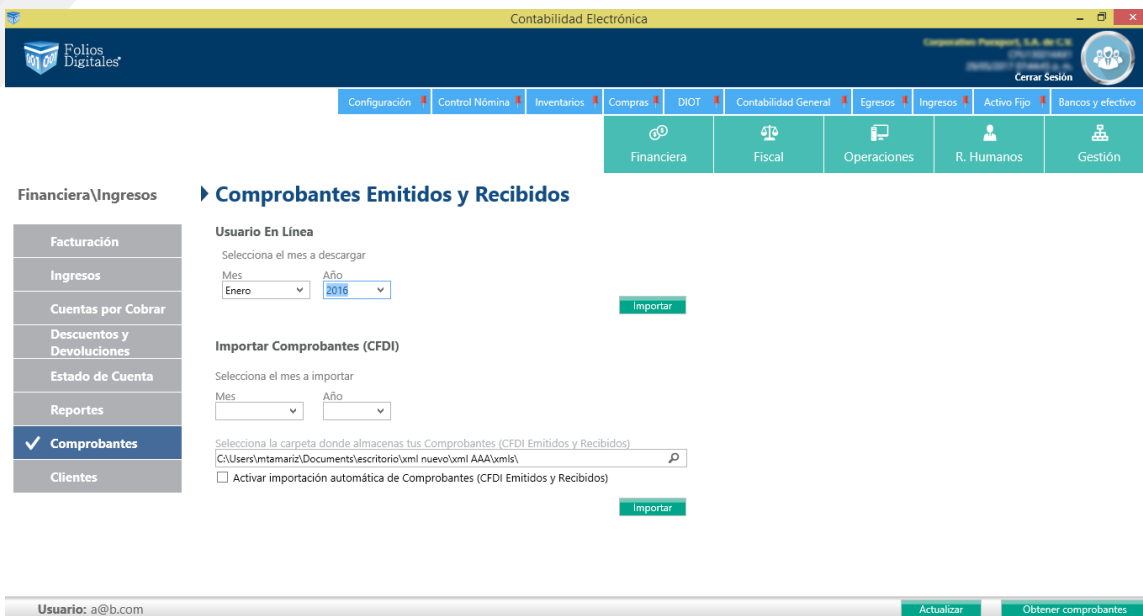 Contabilidad Electrónica
Folios
Digitales
Cerrar Sesión
Configuración Control Nómina Inventarios Compras DIOT Contabilidad General Egresos Ingresos Activo Fijo Bancos y efectivo
Financiera Fiscal Operaciones R. Humanos Gestión
Financiera\Ingresos
Comprobantes Emitidos y Recibidos
Facturación
Ingresos
Cuentas por Cobrar
Descuentos y
Devoluciones
Estado de Cuenta
Reportes
Comprobantes
Clientes
Usuario En Línea
Selecciona el mes a descargar
Mes Año
Enero 2016
Importar
Importar Comprobantes (CFDI)
Selecciona el mes a importar
Mes Año
Selecciona la carpeta donde almacenas tus Comprobantes (CFDI Emitidos y Recibidos)
C:\Users\mtamariz\Documents\escritorio\xml nuevo\xml AAA\xmls\
Activar importación automática de Comprobantes (CFDI Emitidos y Recibidos)
Importar
Usuario: a@b.com
Actualizar Obtener comprobantes